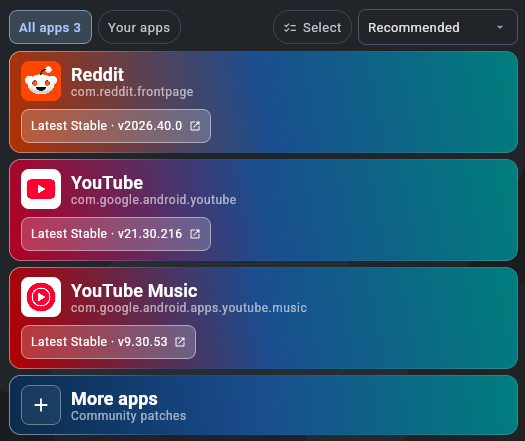 All apps 3
Your apps
Select
Recommended
Reddit
com.reddit.frontpage
Latest Stable · v2026.40.0
YouTube
com.google.android.youtube
Latest Stable · v21.30.216
YouTube Music
com.google.android.apps.youtube.music
Latest Stable · v9.30.53
More apps
Community patches